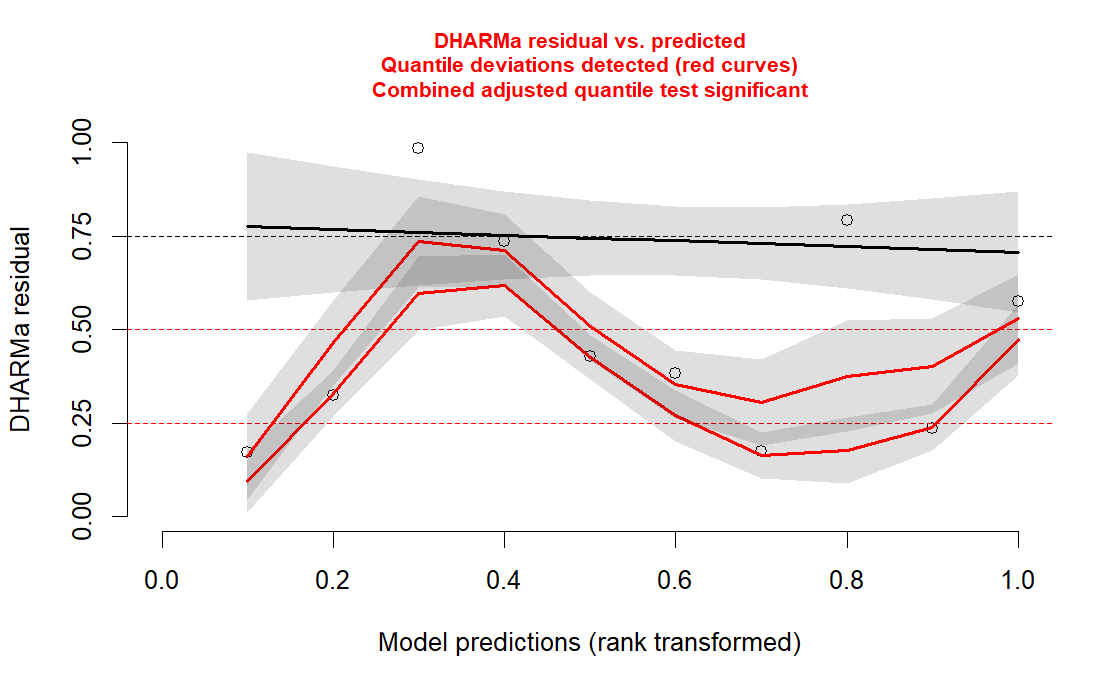 DHARMa residual vs. predicted
Quantile deviations detected (red curves)
Combined adjusted quantile test significant
DHARMa residual
1.00
0.75
0.50
0.25
0.00
0.0 0.2 0.4 0.6 0.8 1.0
Model predictions (rank transformed)